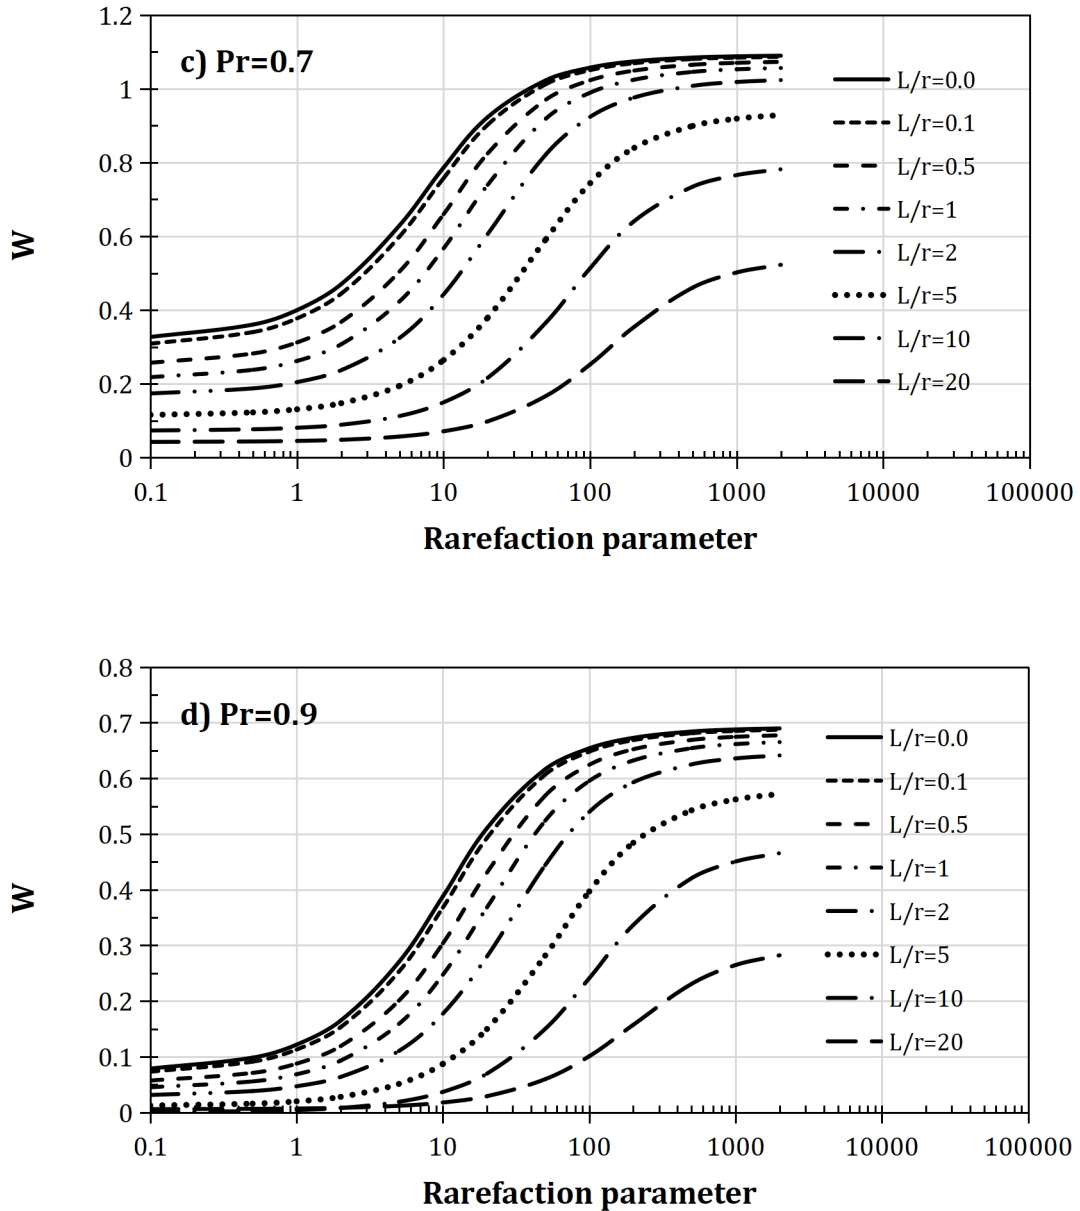 1.2
c) Pr=0.7
1
L/r=0.0
L/r=0.1
0.8
L/r=0.5
L/r=1
W
0.6
L/r=2
L/r=5
0.4
L/r=10
0.2
L/r=20
0
0.1 1 10 100 1000 10000 100000
Rarefaction parameter
0.8
d) Pr=0.9
0.7
L/r=0.0
0.6
L/r=0.1
L/r=0.5
0.5
L/r=1
W
0.4
L/r=2
0.3
L/r=5
0.2
L/r=10
0.1
L/r=20
0
0.1 1 10 100 1000 10000 100000
Rarefaction parameter